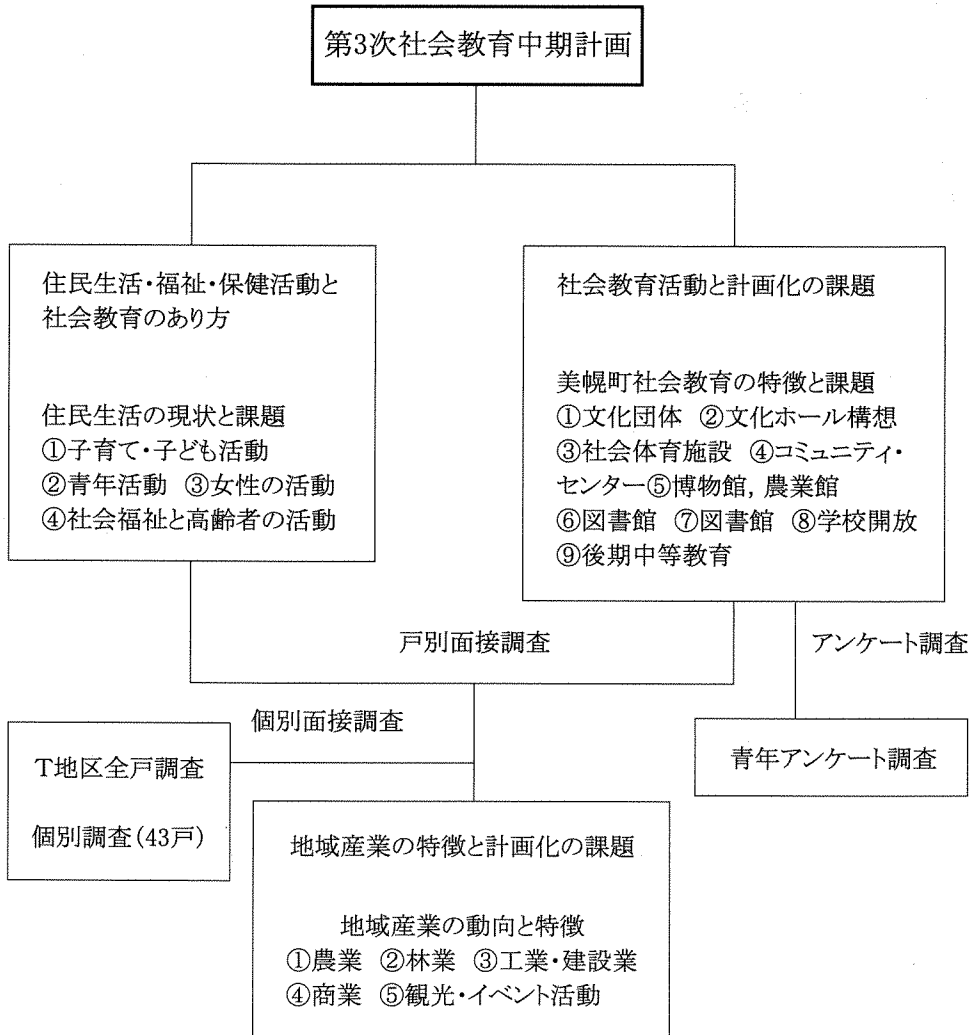 第3次社会教育中期計画
住民生活・福祉・保健活動と
社会教育のあり方
住民生活の現状と課題
①子育て・子ども活動
②青年活動 ③女性の活動
④社会福祉と高齢者の活動
社会教育活動と計画化の課題
美幌町社会教育の特徴と課題
①文化団体 ②文化ホール構想
③社会体育施設 ④コミュニティ・
センター⑤博物館，農業館
⑥図書館 ⑦図書館 ⑧学校開放
⑨後期中等教育
戸別面接調査
アンケート調査
個別面接調査
T地区全戸調査
個別調査(43戸)
青年アンケート調査
地域産業の特徴と計画化の課題
地域産業の動向と特徴
①農業 ②林業 ③工業・建設業
④商業 ⑤観光・イベント活動